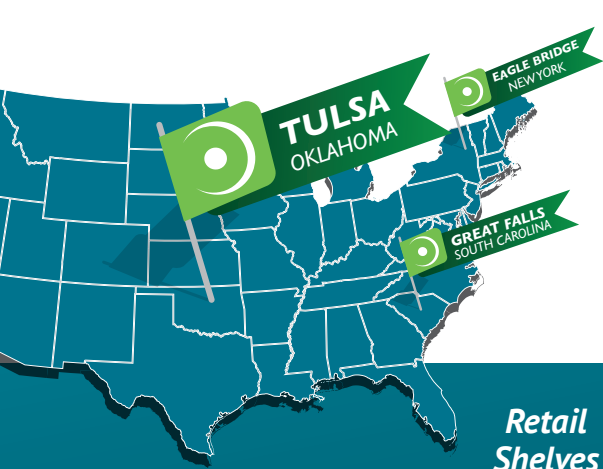 TULSA
OKLAHOMA
EAGLE BRIDGE
NEW YORK
GREAT FALLS
SOUTH CAROLINA
Retail
Shelves